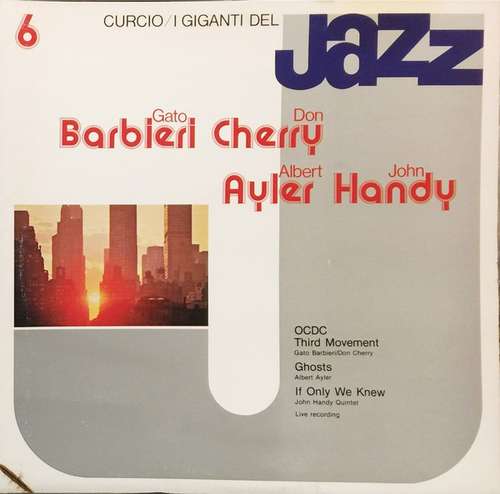 6
CURCIO/I GIGANTI DEL
Jazz
Gato Don
Barbieri Cherry
Albert John
Ayler Handy
OCDC
Third Movement
Gato Barbieri/Don Cherry
Ghosts
Albert Ayler
If Only We Knew
John Handy Quintet
Live recording